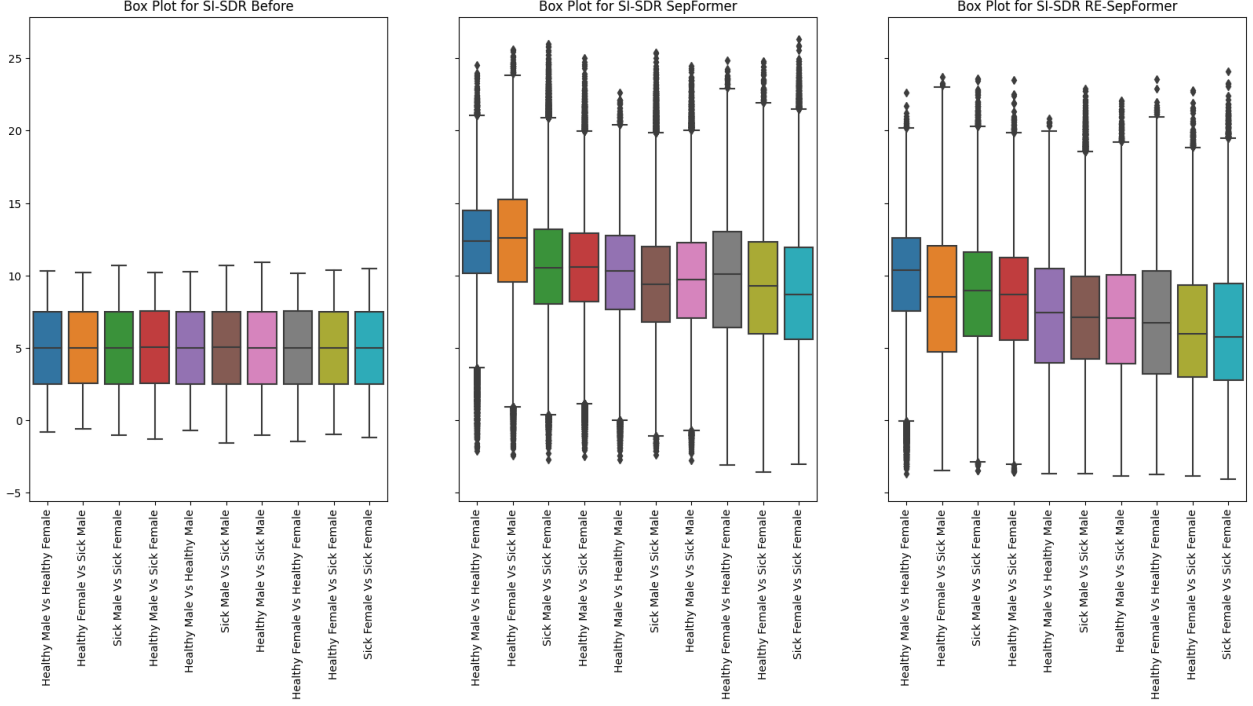 Box Plot for SI-SDR Before
Box Plot for SI-SDR SepFormer
Box Plot for SI-SDR RE-SepFormer
25
20
15
10
5
0
−5
Healthy Male Vs Healthy Female
Healthy Female Vs Sick Male
Sick Male Vs Sick Female
Healthy Male Vs Sick Female
Healthy Male Vs Healthy Male
Sick Male Vs Sick Male
Healthy Male Vs Sick Male
Healthy Female Vs Healthy Female
Healthy Female Vs Sick Female
Sick Female Vs Sick Female
Healthy Male Vs Healthy Female
Healthy Female Vs Sick Male
Sick Male Vs Sick Female
Healthy Male Vs Sick Female
Healthy Male Vs Healthy Male
Sick Male Vs Sick Male
Healthy Male Vs Sick Male
Healthy Female Vs Healthy Female
Healthy Female Vs Sick Female
Sick Female Vs Sick Female
Healthy Male Vs Healthy Female
Healthy Female Vs Sick Male
Sick Male Vs Sick Female
Healthy Male Vs Sick Female
Healthy Male Vs Healthy Male
Sick Male Vs Sick Male
Healthy Male Vs Sick Male
Healthy Female Vs Healthy Female
Healthy Female Vs Sick Female
Sick Female Vs Sick Female